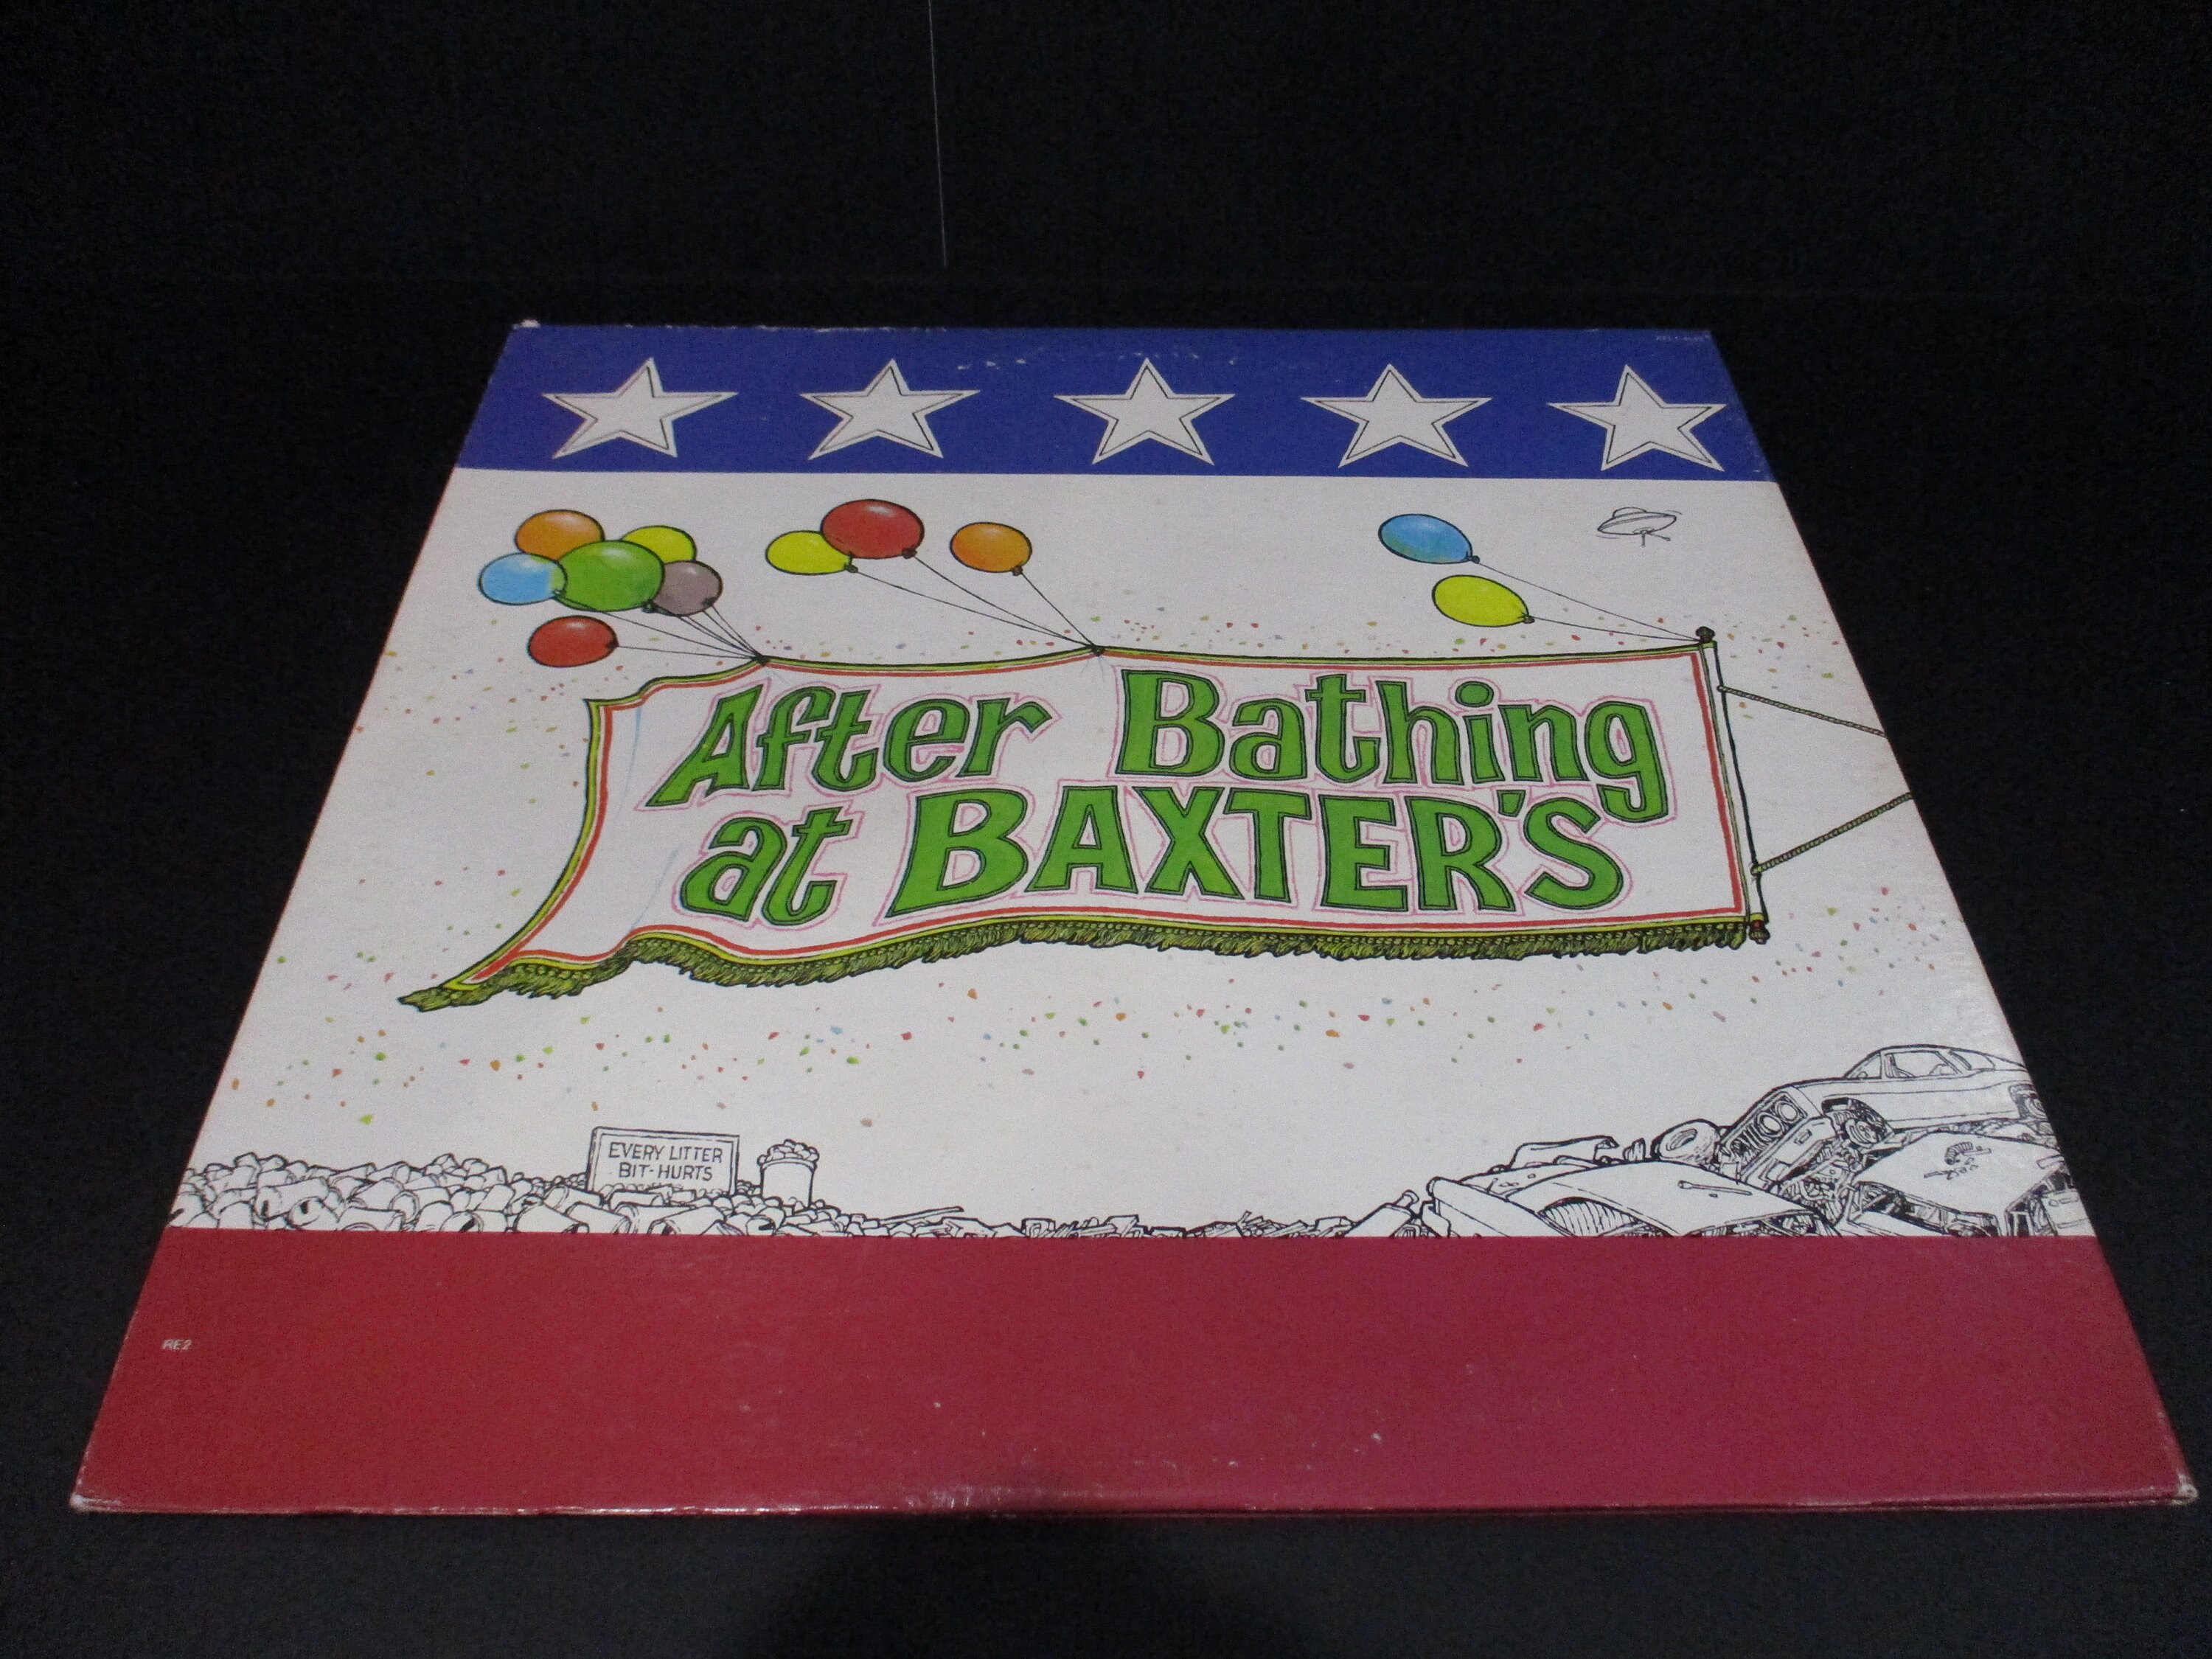 After Bathing
at BAXTER'S
EVERY LITTER
BIT-HURTS
RE2